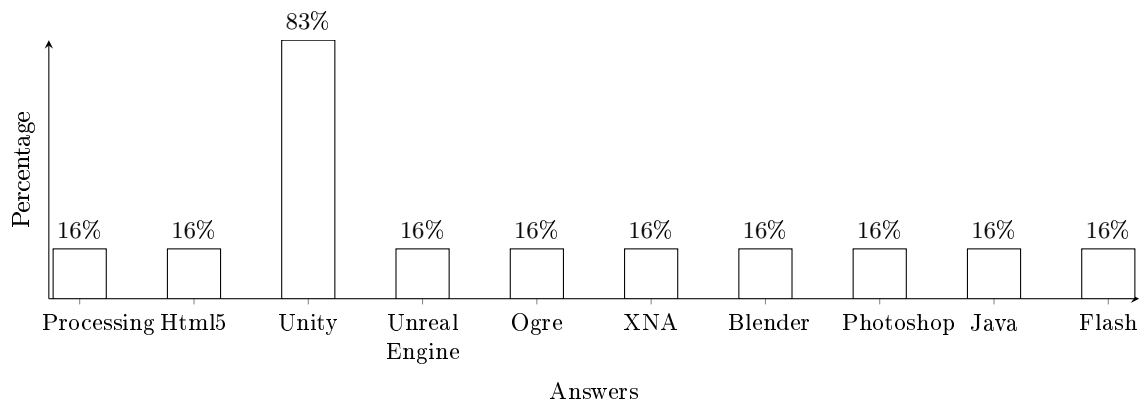 83%
Percentage
16% 16% 16% 16% 16% 16% 16% 16% 16%
Processing Html5 Unity Unreal Engine Ogre XNA Blender Photoshop Java Flash
Answers